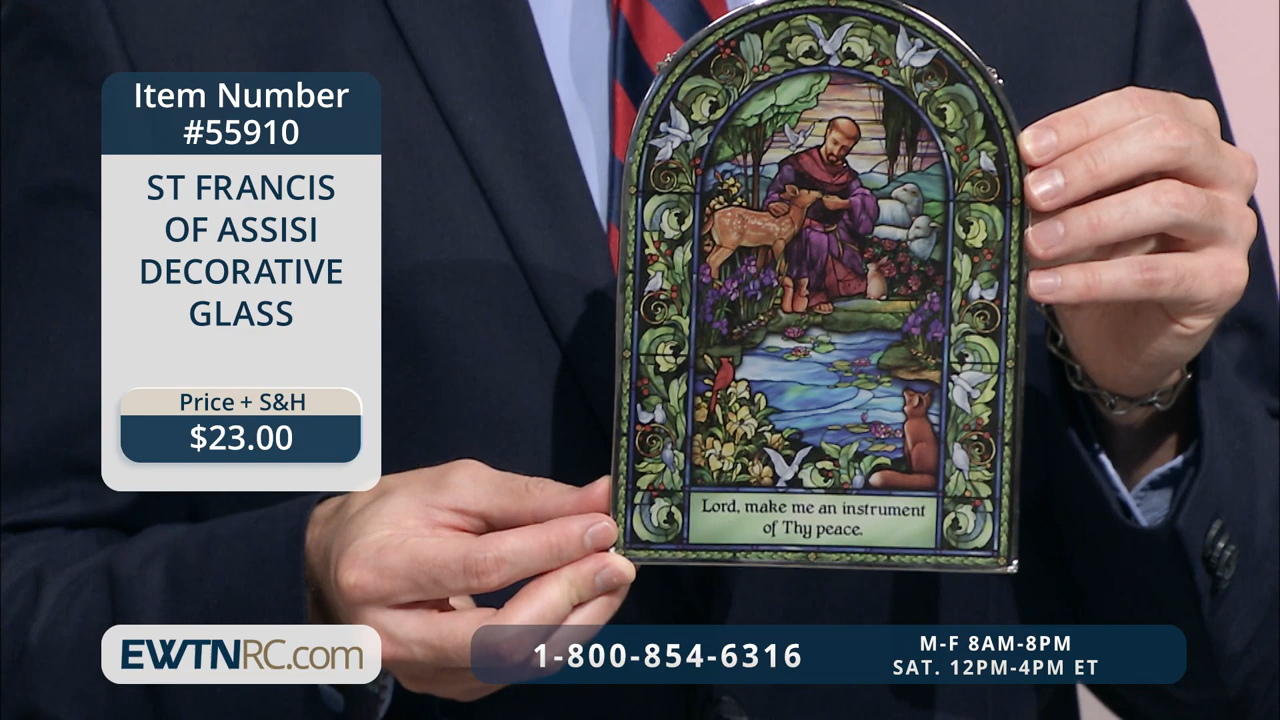 Item Number
#55910
ST FRANCIS
OF ASSISI
DECORATIVE
GLASS
Price + S&H
$23.00
Lord, make me an instrument
of Thy peace.
EWTNRC.com
1-800-854-6316
M-F 8AM-8PM
SAT. 12PM-4PM ET